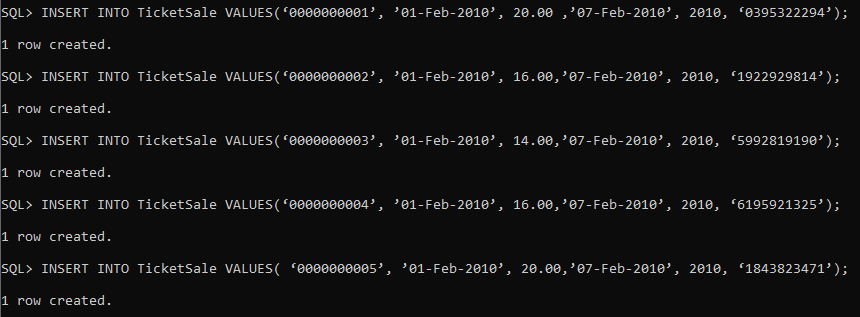 SQL> INSERT INTO TicketSale VALUES(‘0000000001’, ’01-Feb-2010’, 20.00 ,’07-Feb-2010’, 2010, ‘0395322294’);
1 row created.
SQL> INSERT INTO TicketSale VALUES(‘0000000002’, ’01-Feb-2010’, 16.00,’07-Feb-2010’, 2010, ‘1922929814’);
1 row created.
SQL> INSERT INTO TicketSale VALUES(‘0000000003’, ’01-Feb-2010’, 14.00,’07-Feb-2010’, 2010, ‘5992819190’);
1 row created.
SQL> INSERT INTO TicketSale VALUES(‘0000000004’, ’01-Feb-2010’, 16.00,’07-Feb-2010’, 2010, ‘6195921325’);
1 row created.
SQL> INSERT INTO TicketSale VALUES( ‘0000000005’, ’01-Feb-2010’, 20.00,’07-Feb-2010’, 2010, ‘1843823471’);
1 row created.